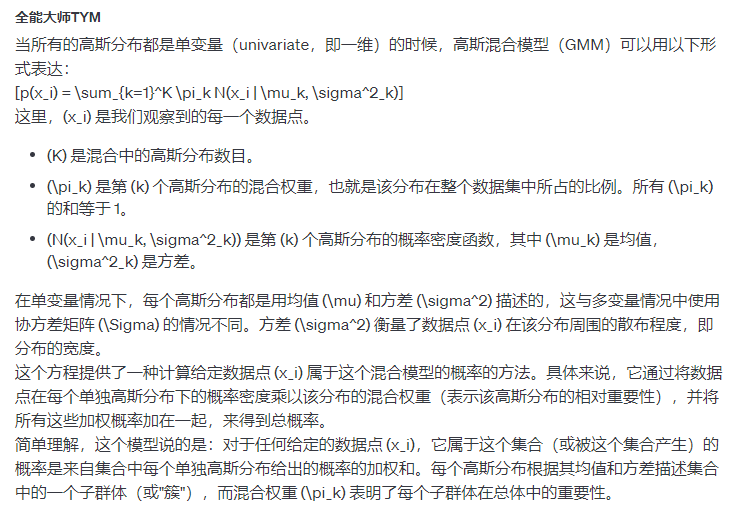 全能大师TYM
当所有的高斯分布都是单变量（univariate，即一维）的时候，高斯混合模型（GMM）可以用以下形
式表达：
[p(x_i) = \sum_{k=1}^K \pi_k N(x_i | \mu_k, \sigma^2_k)]
这里，(x_i) 是我们观察到的每一个数据点。
• (K) 是混合中的高斯分布数目。
• (\pi_k) 是第 (k) 个高斯分布的混合权重，也就是该分布在整个数据集中所占的比例。所有 (\pi_k)
的和等于 1。
• (N(x_i | \mu_k, \sigma^2_k)) 是第 (k) 个高斯分布的概率密度函数，其中 (\mu_k) 是均值，
(\sigma^2_k) 是方差。
在单变量情况下，每个高斯分布都是用均值 (\mu) 和方差 (\sigma^2) 描述的，这与多变量情况中使用
协方差矩阵 (\Sigma) 的情况不同。方差 (\sigma^2) 衡量了数据点 (x_i) 在该分布周围的散布程度，即
分布的宽度。
这个方程提供了一种计算给定数据点 (x_i) 属于这个混合模型的概率的方法。具体来说，它通过将数据
点在每个单独高斯分布下的概率密度乘以该分布的混合权重（表示该高斯分布的相对重要性），并将
所有这些加权概率加在一起，来得到总概率。
简单理解，这个模型说的是：对于任何给定的数据点 (x_i)，它属于这个集合（或被这个集合产生）的
概率是来自集合中每个单独高斯分布给出的概率的加权和。每个高斯分布根据其均值和方差描述集合
中的一个子群体（或"簇"），而混合权重 (\pi_k) 表明了每个子群体在总体中的重要性。